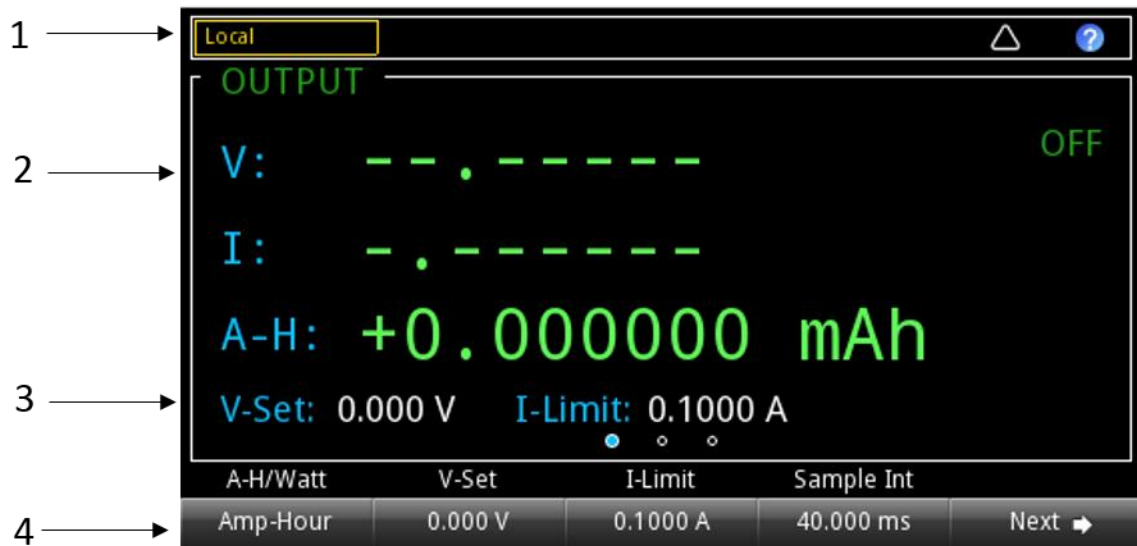 1
Local
?
OUTPUT
OFF
2
V: --.-----
I: -.------
A-H: +0.000000 mAh
3
V-Set: 0.000 V I-Limit: 0.1000 A
A-H/Watt V-Set I-Limit Sample Int
4
Amp-Hour 0.000 V 0.1000 A 40.000 ms Next